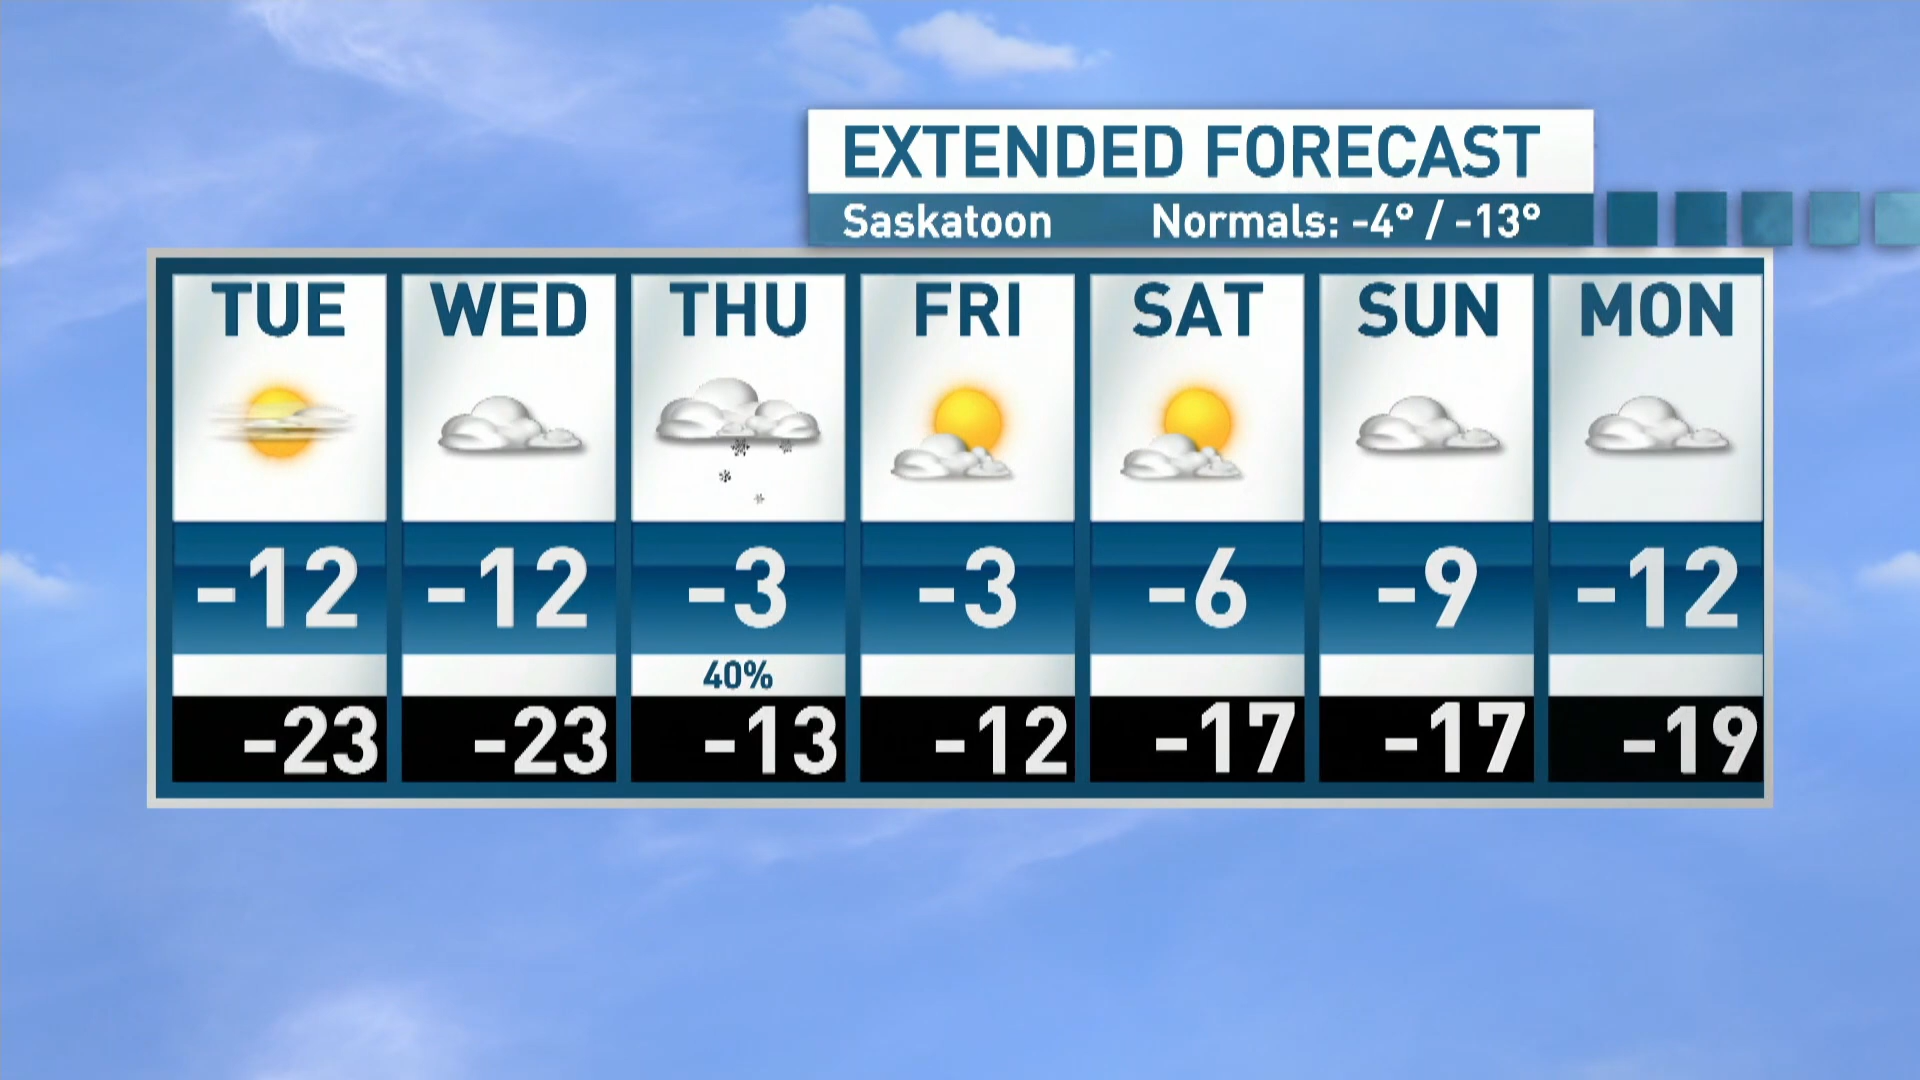 EXTENDED FORECAST
Saskatoon Normals: -4° / -13°
TUE WED THU FRI SAT SUN MON
-12 -12 -3 -3 -6 -9 -12
40%
-23 -23 -13 -12 -17 -17 -19